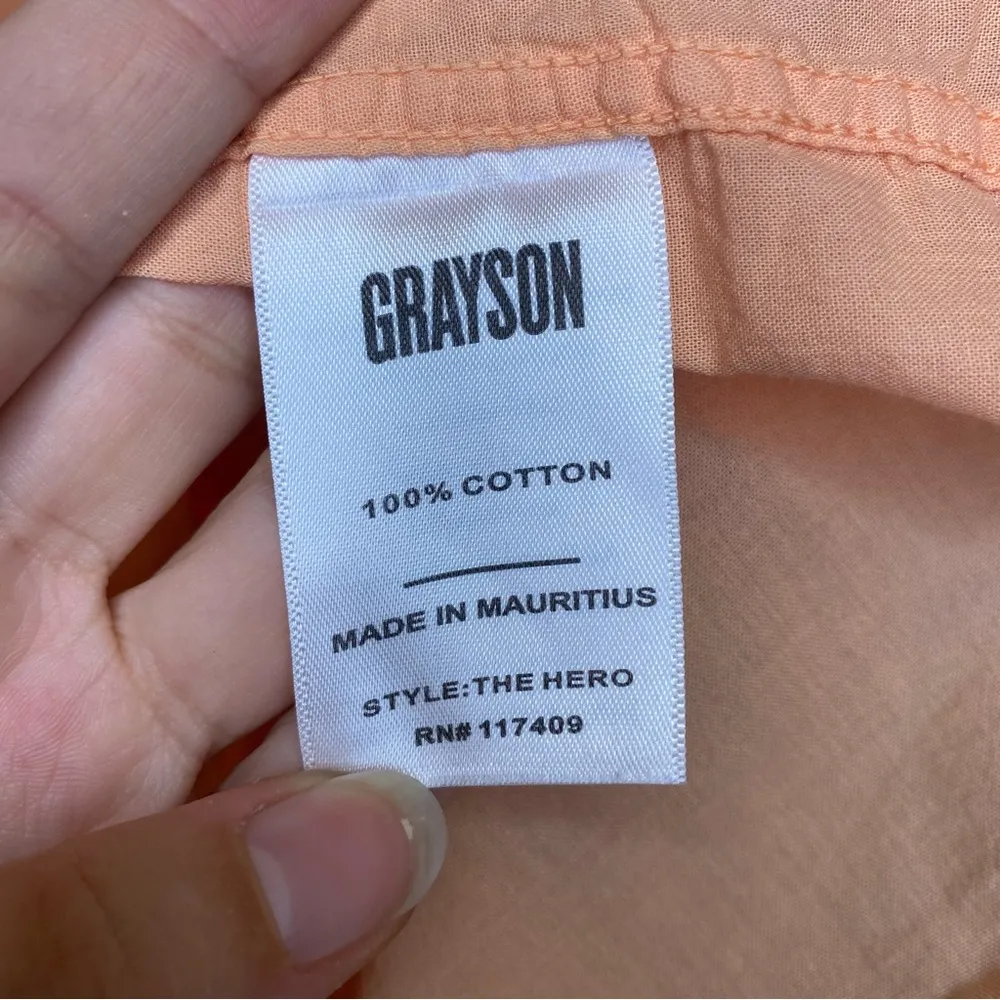 GRAYSON
100% COTTON
MADE IN MAURITIUS
STYLE:THE HERO
RN# 117409